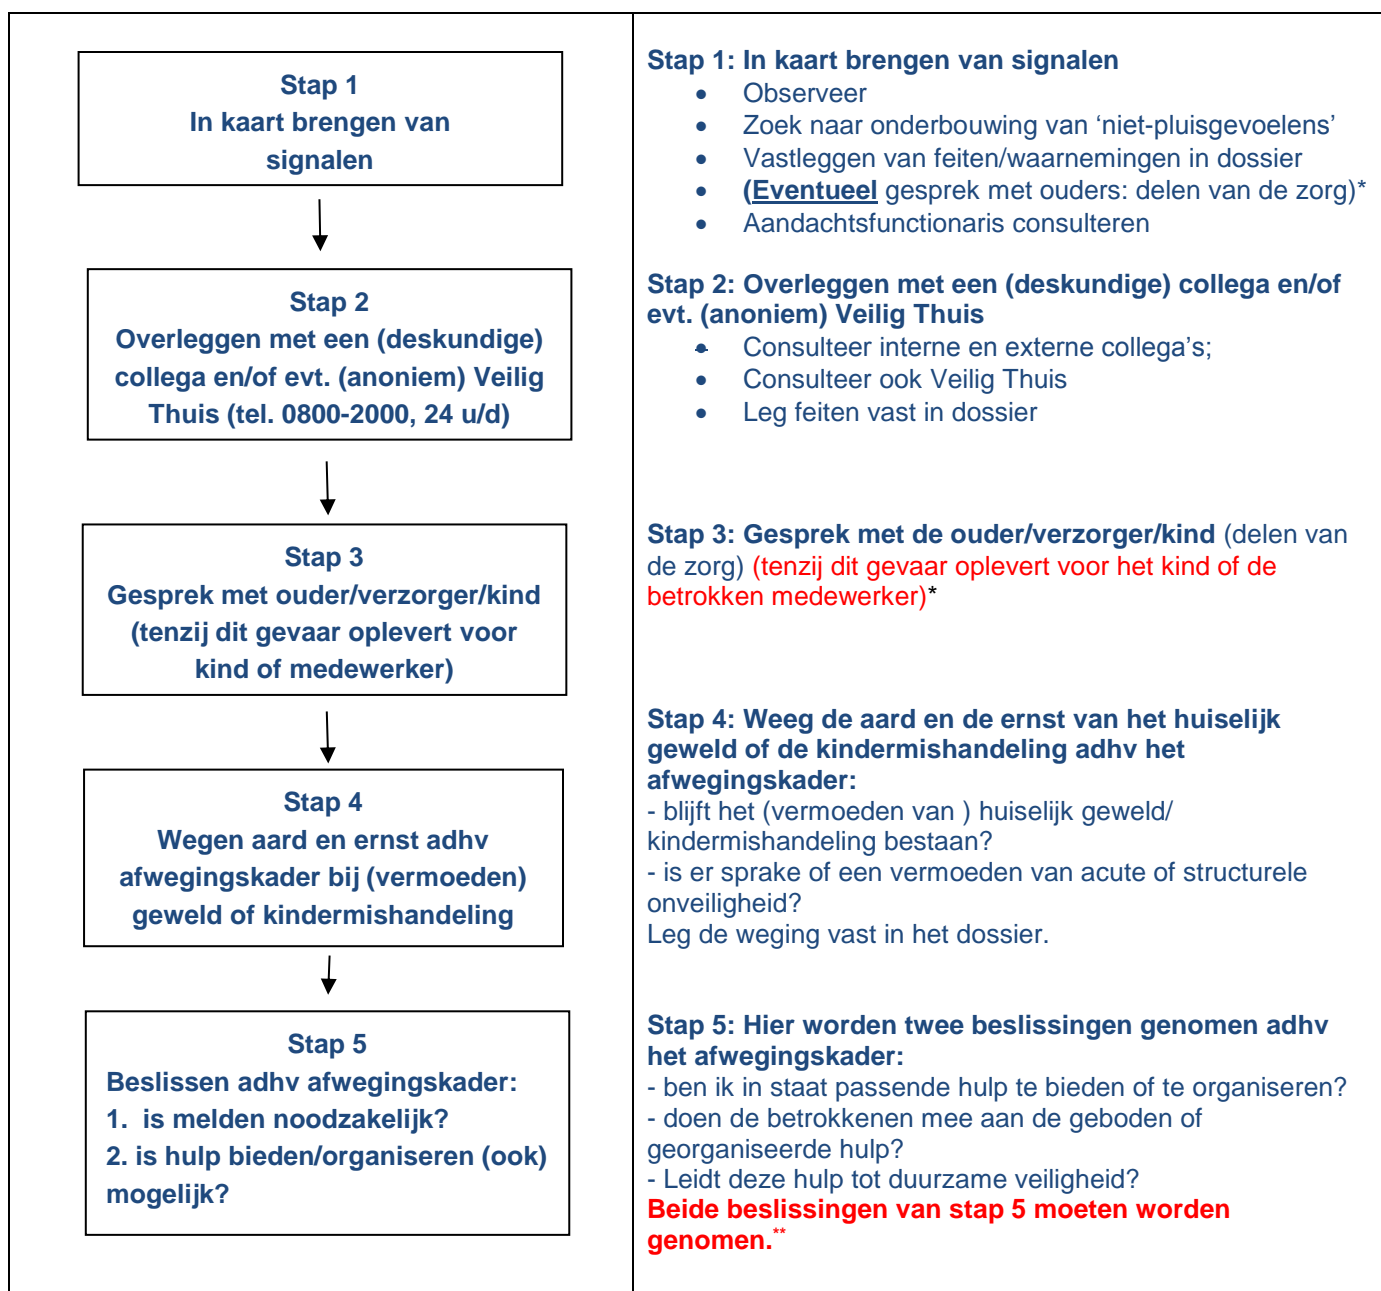 Stap 1
In kaart brengen van
signalen
Stap 2
Overleggen met een (deskundige)
collega en/of evt. (anoniem) Veilig
Thuis (tel. 0800-2000, 24 u/d)
Stap 3
Gesprek met ouder/verzorger/kind
(tenzij dit gevaar oplevert voor
kind of medewerker)
Stap 4
Wegen aard en ernst adhv
afwegingskader bij (vermoeden)
geweld of kindermishandeling
Stap 5
Beslissen adhv afwegingskader:
1. is melden noodzakelijk?
2. is hulp bieden/organiseren (ook)
mogelijk?
Stap 1: In kaart brengen van signalen
• Observeer
• Zoek naar onderbouwing van ‘niet-pluisgevoelens’
• Vastleggen van feiten/waarnemingen in dossier
• (Eventueel gesprek met ouders: delen van de zorg)*
• Aandachtsfunctionaris consulteren
Stap 2: Overleggen met een (deskundige) collega en/of
evt. (anoniem) Veilig Thuis
• Consulteer interne en externe collega’s;
• Consulteer ook Veilig Thuis
• Leg feiten vast in dossier
Stap 3: Gesprek met de ouder/verzorger/kind (delen van
de zorg) (tenzij dit gevaar oplevert voor het kind of de
betrokken medewerker)*
Stap 4: Weeg de aard en de ernst van het huiselijk
geweld of de kindermishandeling adhv het
afwegingskader:
- blijft het (vermoeden van ) huiselijk geweld/
kindermishandeling bestaan?
- is er sprake of een vermoeden van acute of structurele
onveiligheid?
Leg de weging vast in het dossier.
Stap 5: Hier worden twee beslissingen genomen adhv
het afwegingskader:
- ben ik in staat passende hulp te bieden of te organiseren?
- doen de betrokkenen mee aan de geboden of
georganiseerde hulp?
- Leidt deze hulp tot duurzame veiligheid?
Beide beslissingen van stap 5 moeten worden
genomen.**